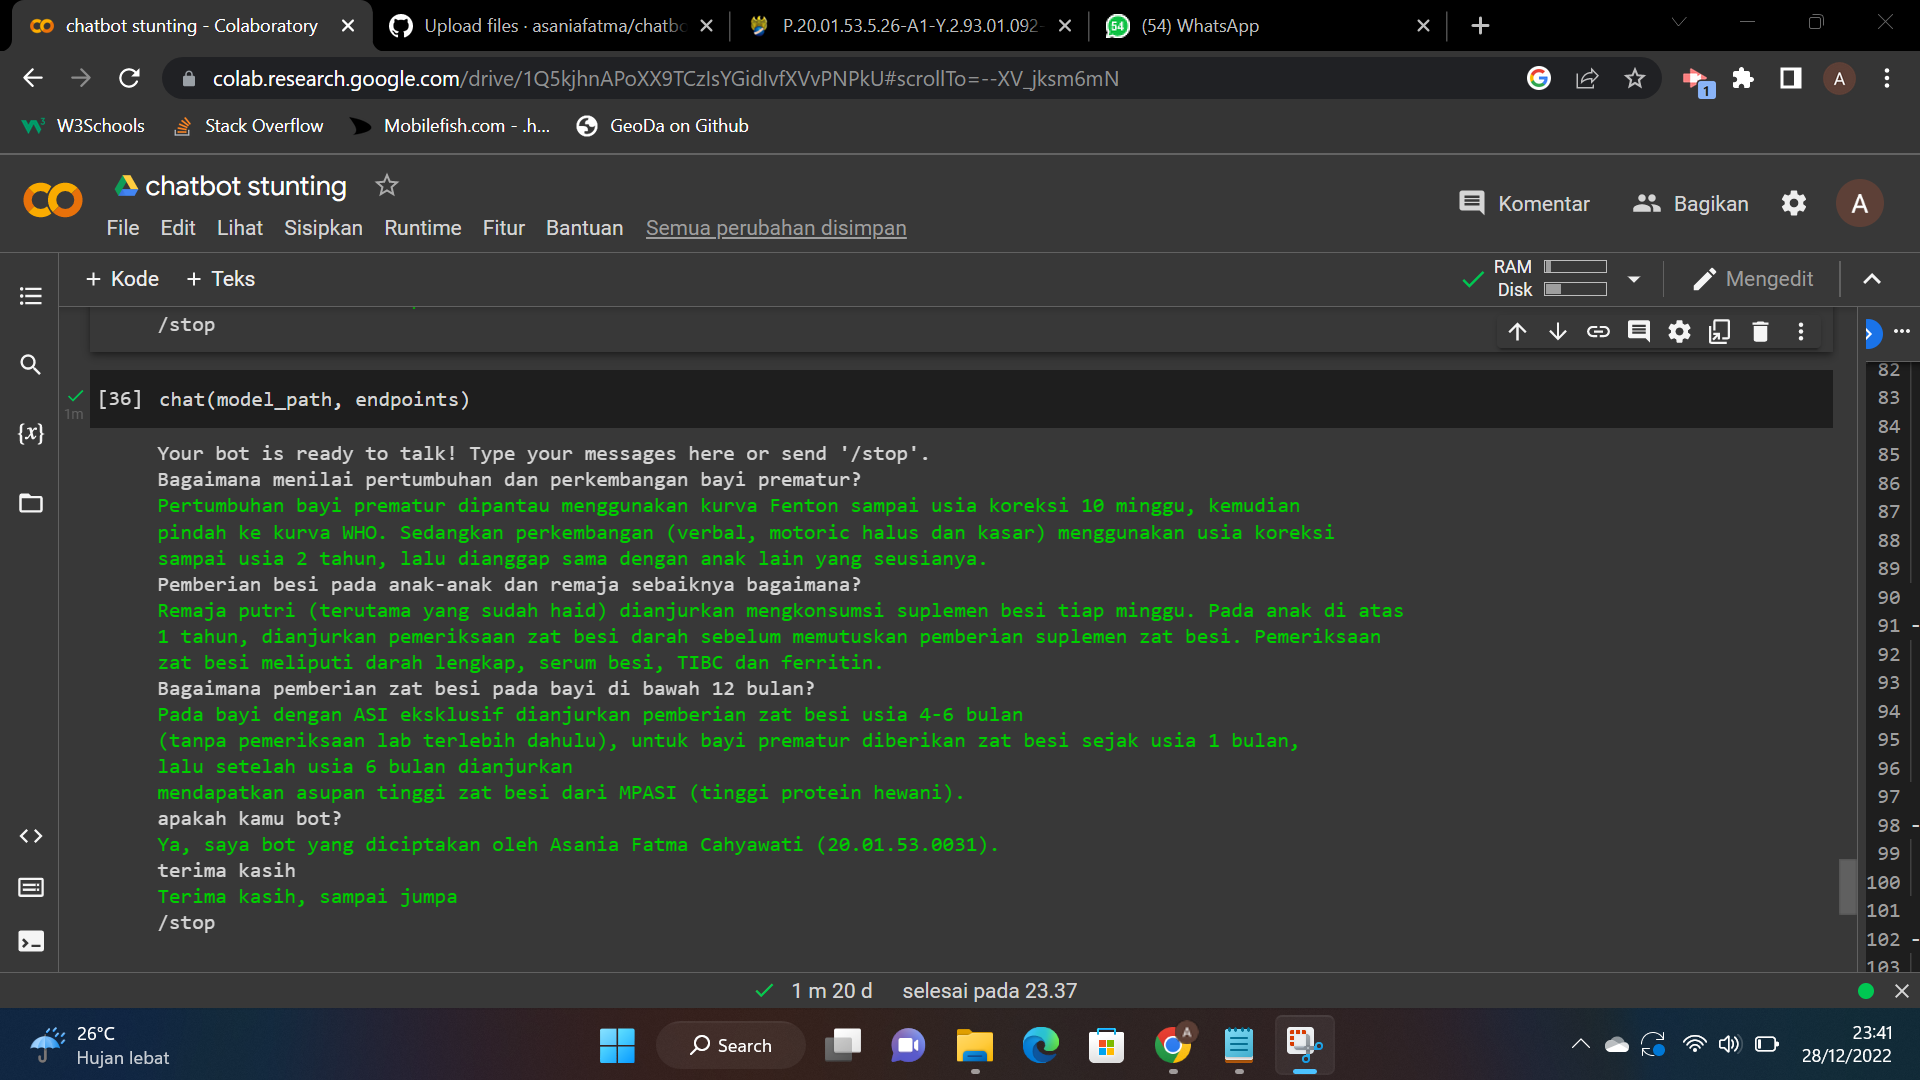 chatbot stunting - Colaboratory
Upload files · asaniafatma/chatbo
P.20.01.53.5.26-A1-Y.2.93.01.092-
(54) WhatsApp
colab.research.google.com/drive/1Q5kjhnAPoXX9TCzIsYGidIvfXVvPNPkU#scrollTo=--XV_jksm6mN
1
A
W3Schools
Stack Overflow
Mobilefish.com - .h...
GeoDa on Github
chatbot stunting
Komentar
Bagikan
A
File Edit Lihat Sisipkan Runtime Fitur Bantuan Semua perubahan disimpan
+ Kode + Teks
RAM
Disk
Mengedit
/stop
[36] chat(model_path, endpoints)
1m
Your bot is ready to talk! Type your messages here or send '/stop'.
Bagaimana menilai pertumbuhan dan perkembangan bayi prematur?
Pertumbuhan bayi prematur dipantau menggunakan kurva Fenton sampai usia koreksi 10 minggu, kemudian
pindah ke kurva WHO. Sedangkan perkembangan (verbal, motoric halus dan kasar) menggunakan usia koreksi
sampai usia 2 tahun, lalu dianggap sama dengan anak lain yang seusianya.
Pemberian besi pada anak-anak dan remaja sebaiknya bagaimana?
Remaja putri (terutama yang sudah haid) dianjurkan mengkonsumsi suplemen besi tiap minggu. Pada anak di atas
1 tahun, dianjurkan pemeriksaan zat besi darah sebelum memutuskan pemberian suplemen zat besi. Pemeriksaan
zat besi meliputi darah lengkap, serum besi, TIBC dan ferritin.
Bagaimana pemberian zat besi pada bayi di bawah 12 bulan?
Pada bayi dengan ASI eksklusif dianjurkan pemberian zat besi usia 4-6 bulan
(tanpa pemeriksaan lab terlebih dahulu), untuk bayi prematur diberikan zat besi sejak usia 1 bulan,
lalu setelah usia 6 bulan dianjurkan
mendapatkan asupan tinggi zat besi dari MPASI (tinggi protein hewani).
apakah kamu bot?
Ya, saya bot yang diciptakan oleh Asania Fatma Cahyawati (20.01.53.0031).
terima kasih
Terima kasih, sampai jumpa
/stop
82
83
84
85
86
87
88
89
90
91
92
93
94
95
96
97
98
99
100
101
102
103
1 m 20 d selesai pada 23.37
26°C
Hujan lebat
Search
A
23:41
28/12/2022